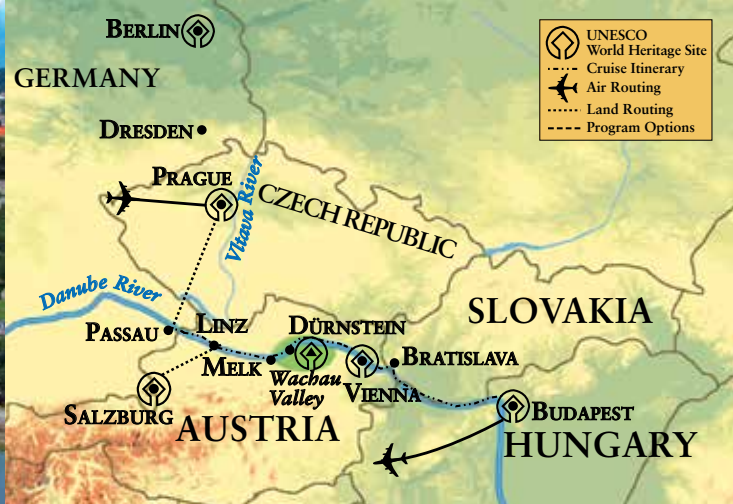 BERLIN
GERMANY
DRESDEN
PRAGUE
Vltava River
CZECH REPUBLIC
Danube River
SLOVAKIA
PASSAU
LINZ
DÜRNSTEIN
MELK
Wachau
Valley
VIENNA
BRATISLAVA
SALZBURG
AUSTRIA
BUDAPEST
HUNGARY
UNESCO
World Heritage Site
Cruise Itinerary
Air Routing
Land Routing
Program Options